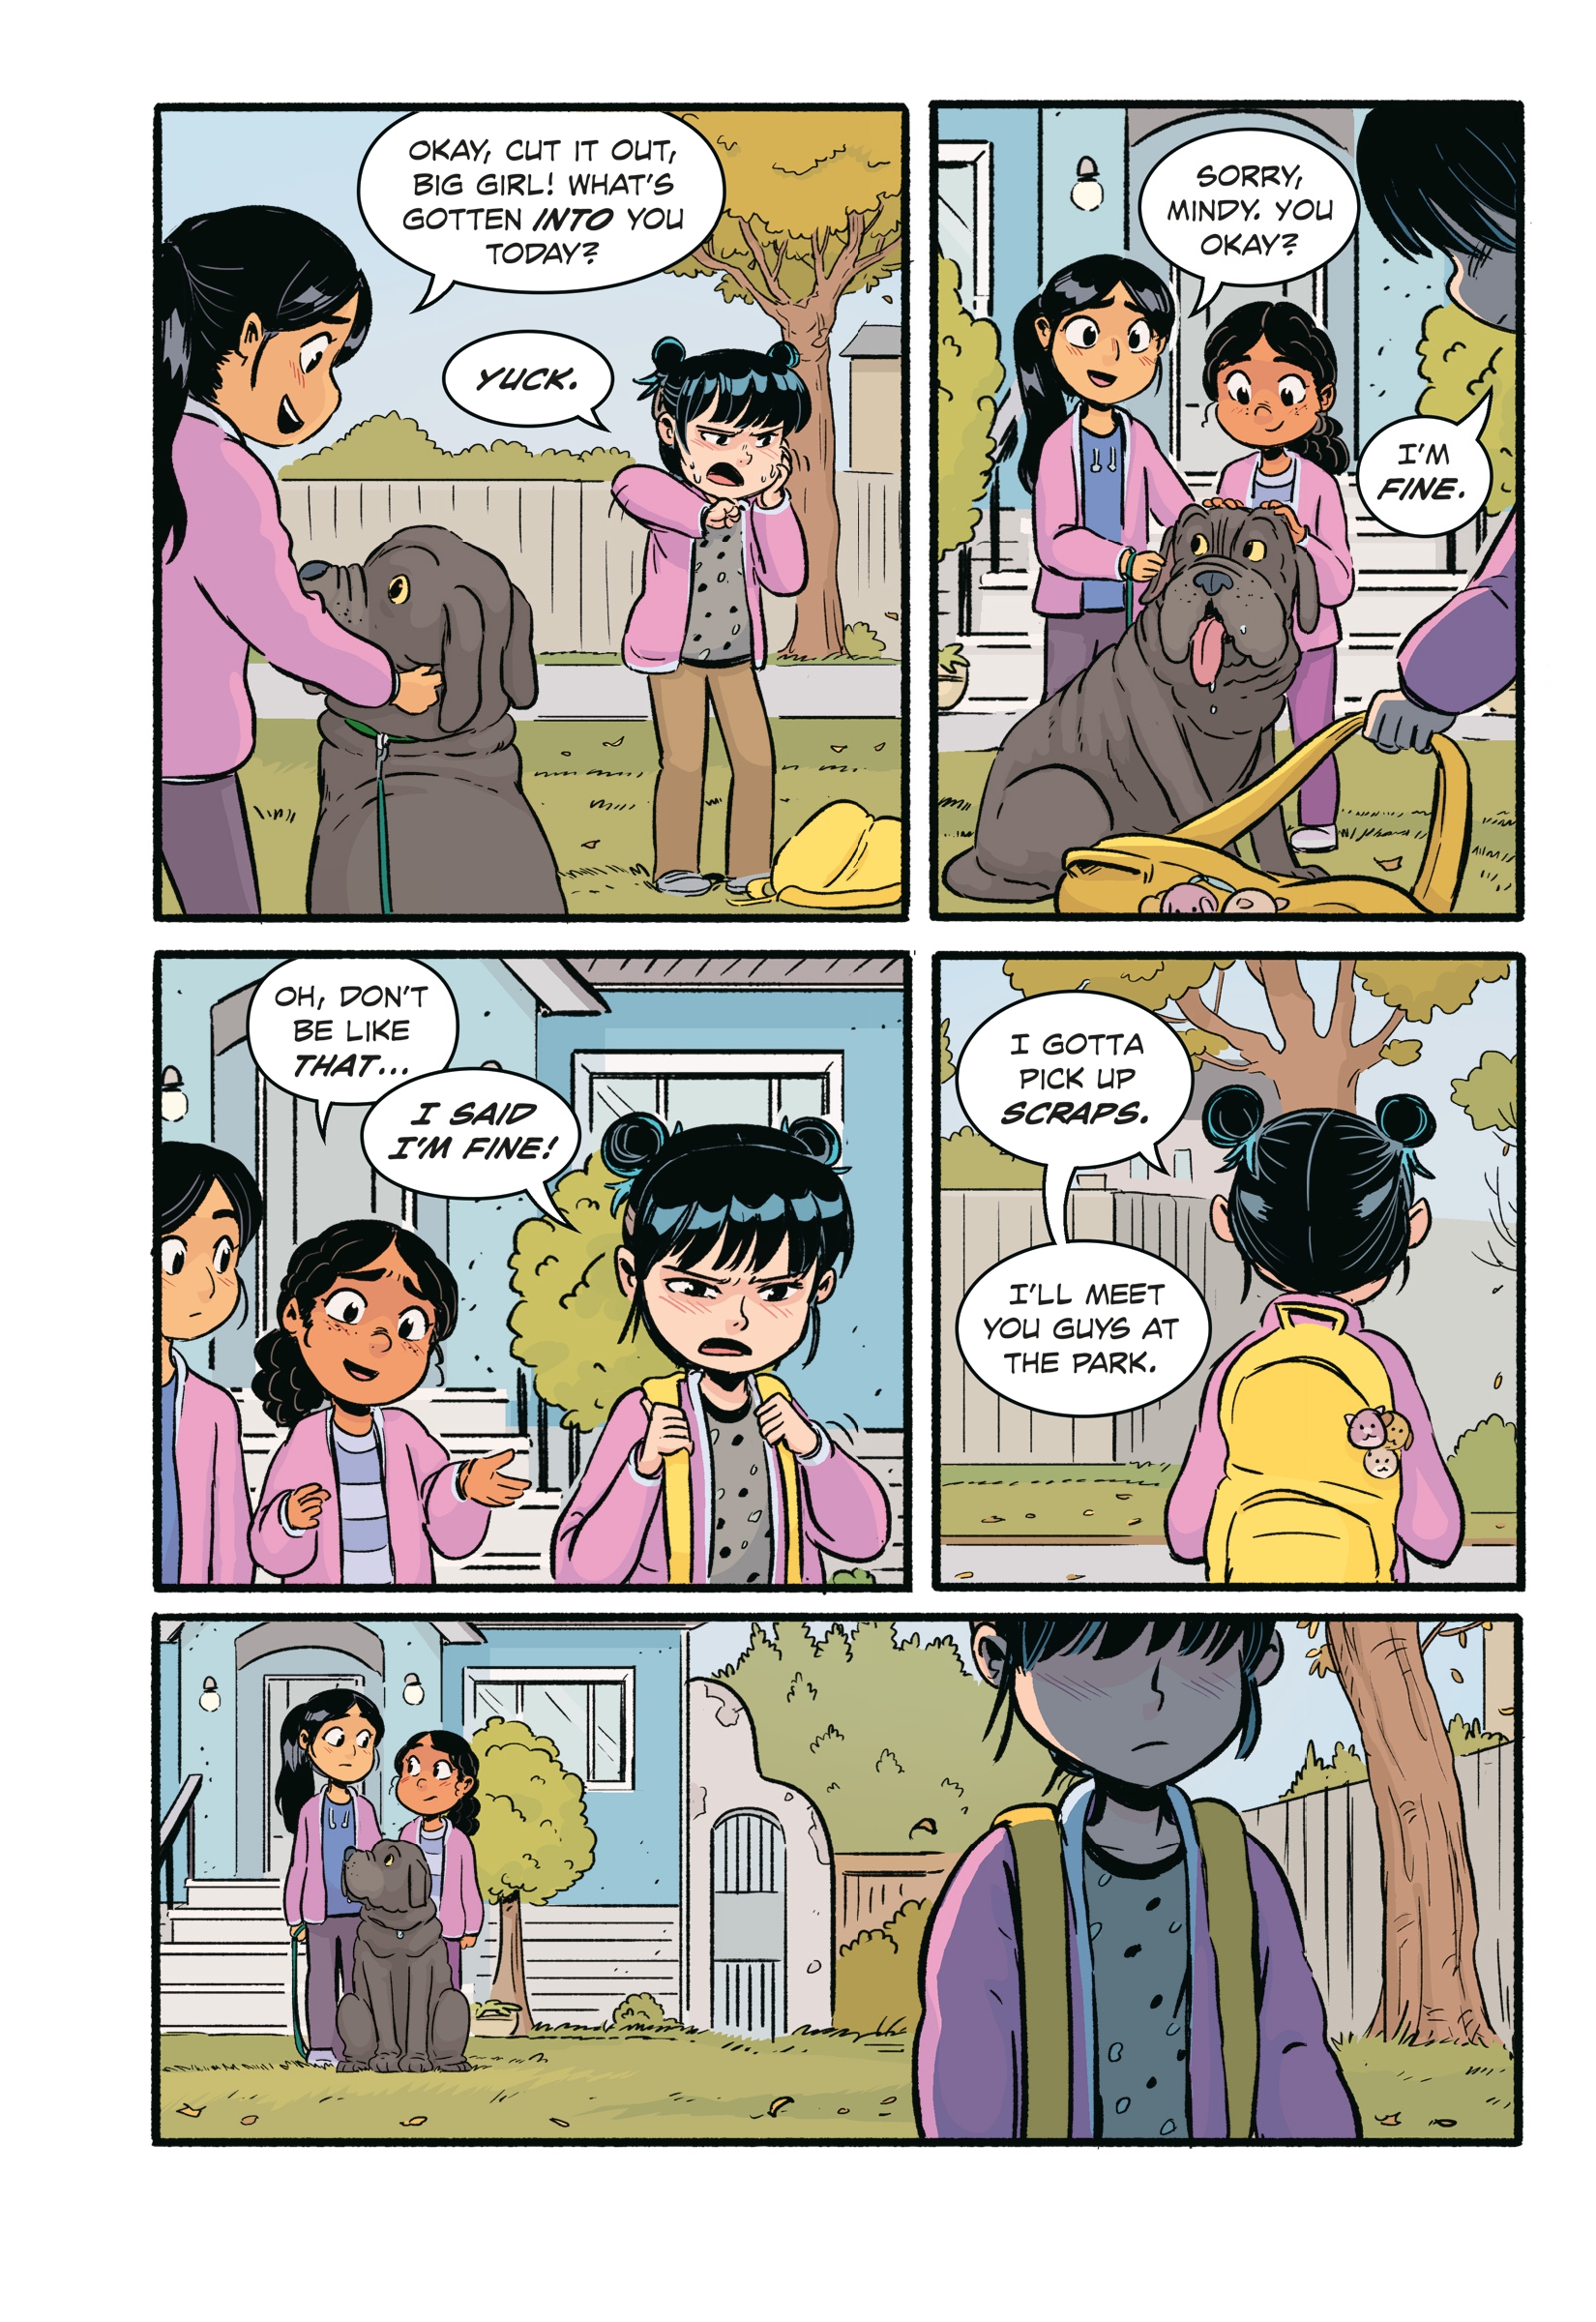 OKAY, CUT IT OUT,
BIG GIRL! WHAT'S
GOTTEN INTO YOU
TODAY?
YUCK.
SORRY,
MINDY. YOU
OKAY?
I'M
FINE.
OH, DON'T
BE LIKE
THAT...
I SAID
I'M FINE!
I GOTTA
PICK UP
SCRAPS.
I'LL MEET
YOU GUYS AT
THE PARK.